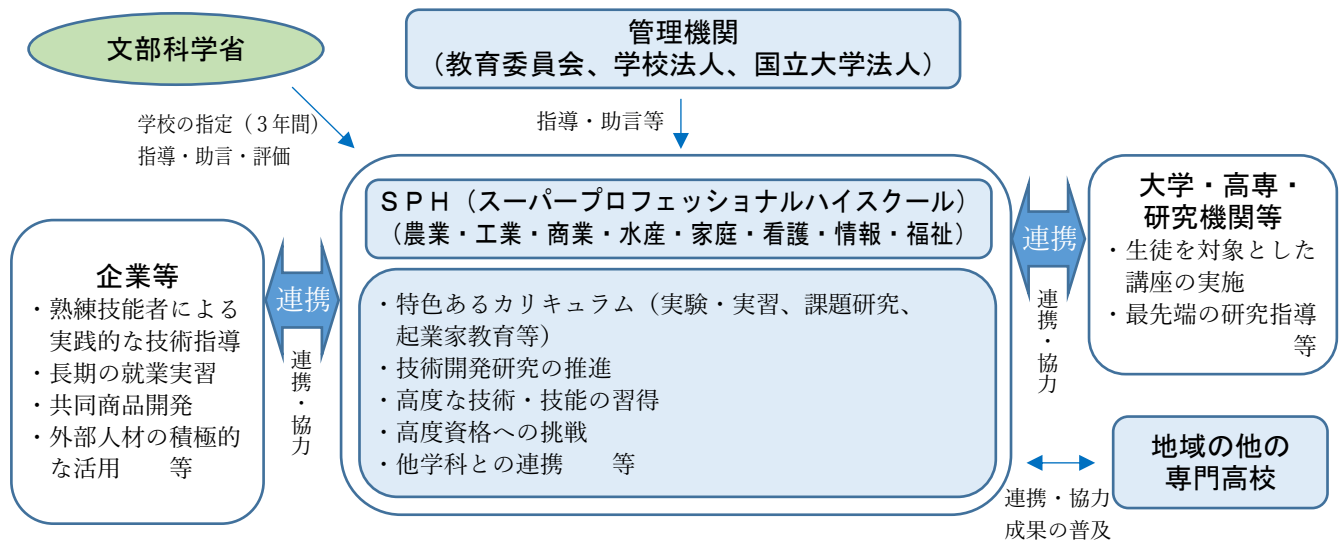 文部科学省
管理機関
（教育委員会、学校法人、国立大学法人）
学校の指定（３年間）
指導・助言・評価
指導・助言等
ＳＰＨ（スーパープロフェッショナルハイスクール）
（農業・工業・商業・水産・家庭・看護・情報・福祉）
・特色あるカリキュラム（実験・実習、課題研究、
起業家教育等）
・技術開発研究の推進
・高度な技術・技能の習得
・高度資格への挑戦
・他学科との連携　　等
企業等
・熟練技能者による
実践的な技術指導
・長期の就業実習
・共同商品開発
・外部人材の積極的
な活用　　等
連携
連携・協力
連携
連携・協力
大学・高専・
研究機関等
・生徒を対象とした
講座の実施
・最先端の研究指導
等
地域の他の
専門高校
連携・協力
成果の普及